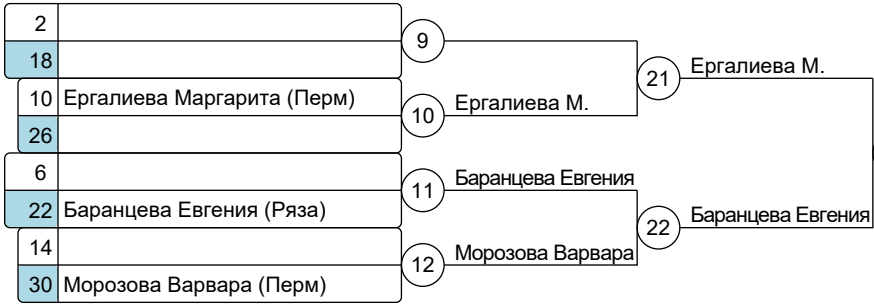 2
18
9
10 Ергалиева Маргарита (Перм)
26
10
Ергалиева М.
21
Ергалиева М.
6
22 Баранцева Евгения (Ряза)
11
Баранцева Евгения
14
30 Морозова Варвара (Перм)
12
Морозова Варвара
22
Баранцева Евгения